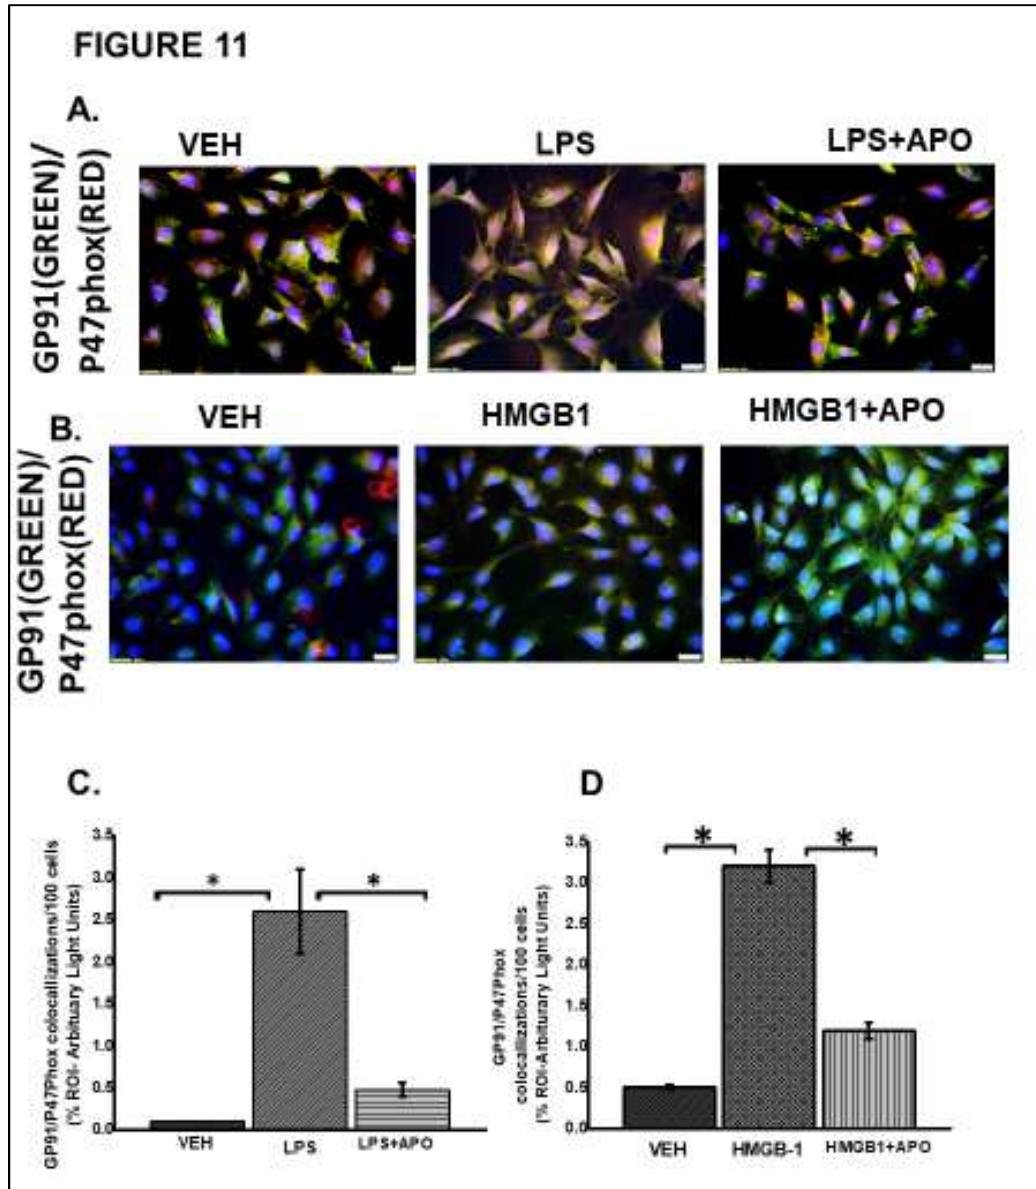 FIGURE 11
A.
GP91(GREEN)/
P47phox(RED)
VEH
LPS
LPS+APO
B.
GP91(GREEN)/
P47phox(RED)
VEH
HMGB1
HMGB1+APO
C.
GP91/P47Phox colocallizations/100 cells
(% ROI- Arbituary Light Units)
3.5
3.0
2.5
2.0
1.5
1.0
0.5
0.0
*
*
VEH
LPS
LPS+APO
D
GP91/P47Phox
colocallizations/100 cells
(% ROI-Arbiturary Light Units)
3.5
3.0
2.5
2.0
1.5
1.0
0.5
0.0
*
*
VEH
HMGB-1
HMGB1+APO